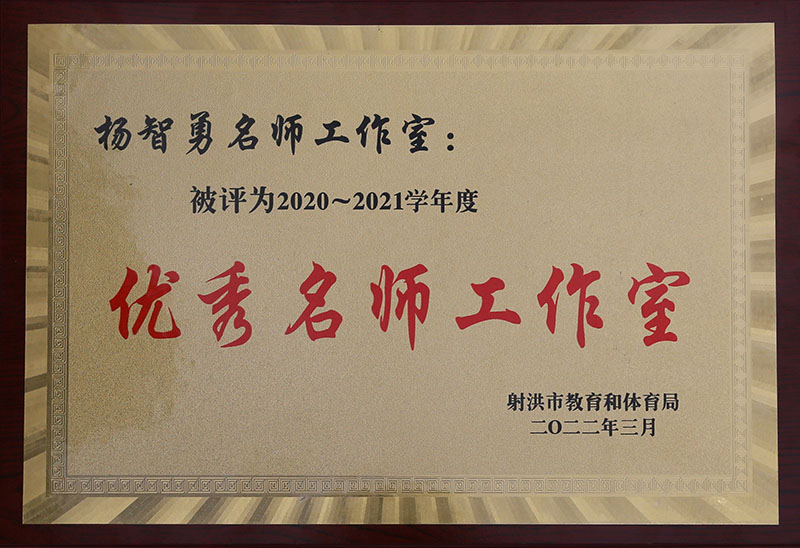 杨智勇名师工作室：
被评为2020～2021学年度
优秀名师工作室
射洪市教育和体育局
二〇二二年三月